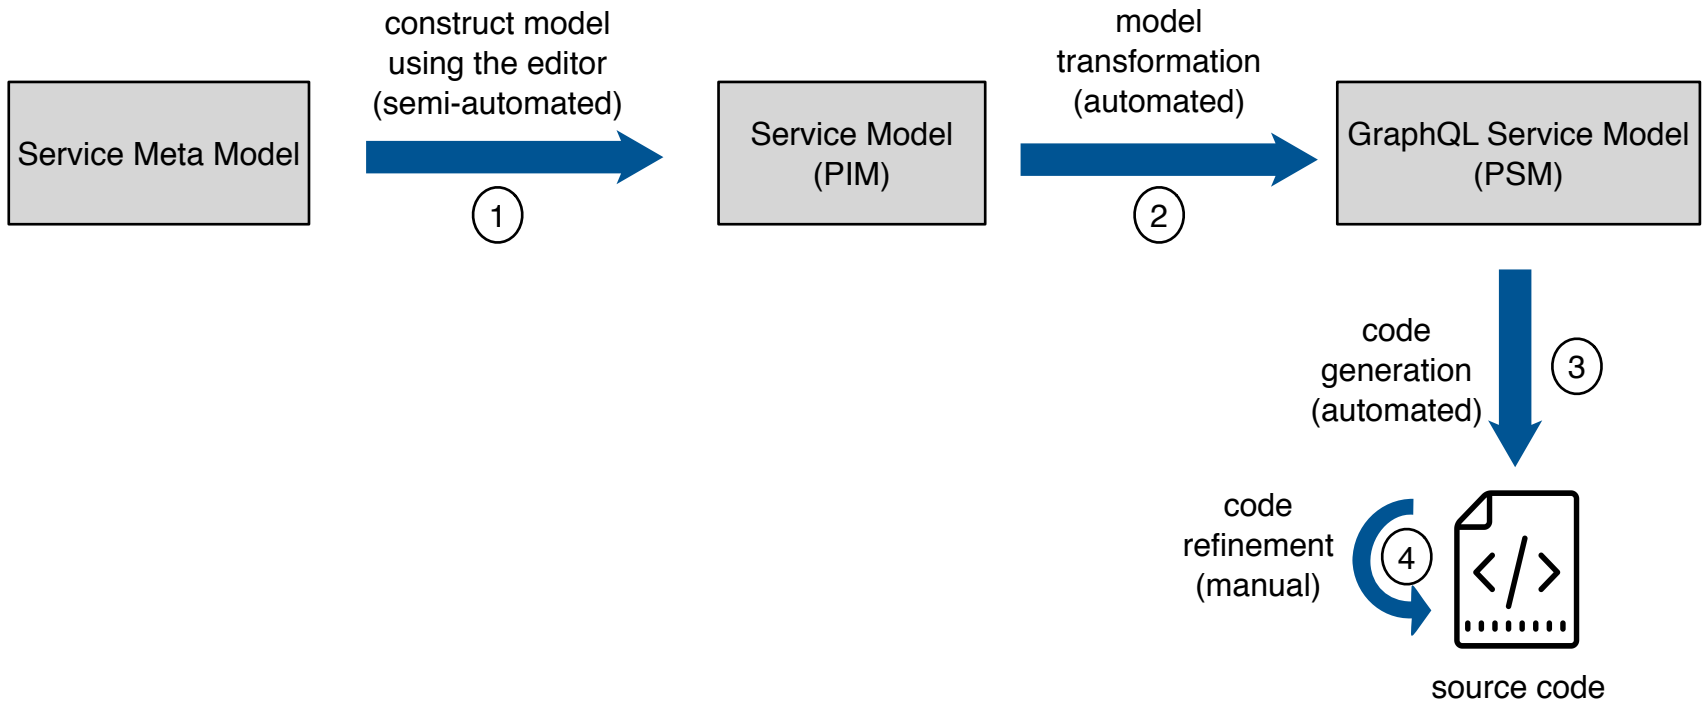 construct model
using the editor
(semi-automated)
model
transformation
(automated)
Service Meta Model
1
Service Model
(PIM)
2
GraphQL Service Model
(PSM)
code
generation
(automated)
3
code
refinement
(manual)
4
</>
source code